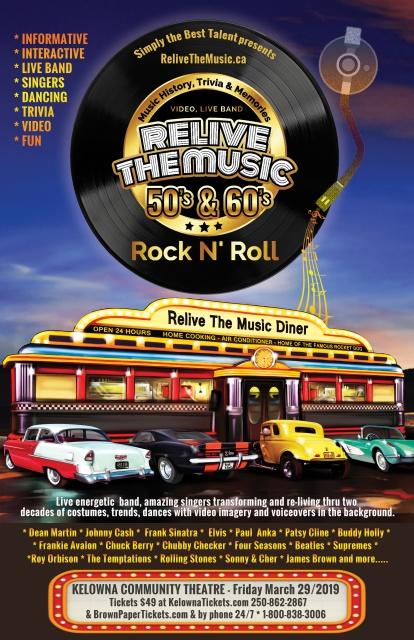 * INFORMATIVE
* INTERACTIVE
* LIVE BAND
* SINGERS
* DANCING
* TRIVIA
* VIDEO
* FUN
Simply the Best Talent presents
ReliveTheMusic.ca
Music History, Trivia & Memories
VIDEO, LIVE BAND
RELIVE
THE MUSIC
50's & 60's
Rock N' Roll
Relive The Music Diner
OPEN 24 HOURS HOME COOKING - AIR CONDITIONER - HOME OF THE FAMOUS ROCKET DOG
Live energetic band, amazing singers transforming and re-living thru two
decades of costumes, trends, dances with video imagery and voiceovers in the background.
* Dean Martin * Johnny Cash * Frank Sinatra * Elvis * Paul Anka * Patsy Cline * Buddy Holly *
* Frankie Avalon * Chuck Berry * Chubby Checker * Four Seasons * Beatles * Supremes *
*Roy Orbison * The Temptations * Rolling Stones * Sonny & Cher * James Brown and more.....
KELOWNA COMMUNITY THEATRE - Friday March 29/2019
Tickets $49 at KelownaTickets.com 250-862-2867
& BrownPaperTickets.com & by phone 24/7 * 1-800-838-3006